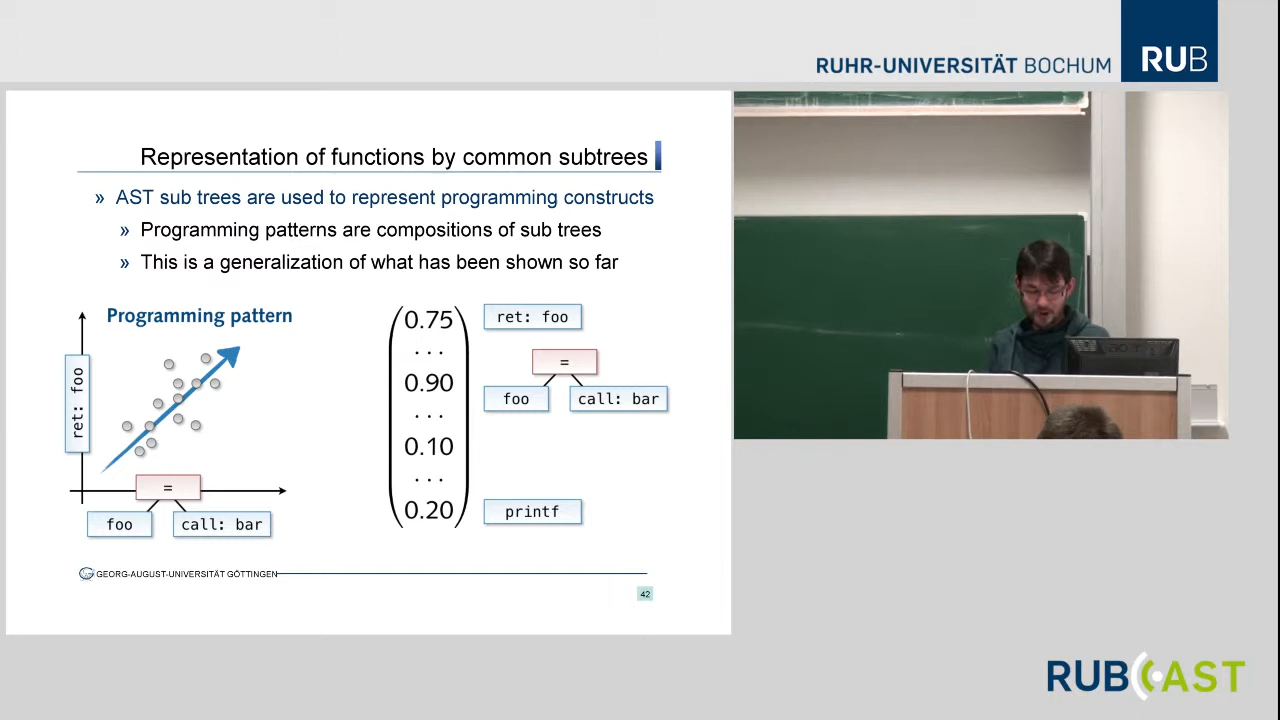 RUHR-UNIVERSITÄT BOCHUM
RUB
Representation of functions by common subtrees
» AST sub trees are used to represent programming constructs
» Programming patterns are compositions of sub trees
» This is a generalization of what has been shown so far
Programming pattern
ret: foo
=
foo
call: bar
0.75
...
0.90
...
0.10
...
0.20
ret: foo
=
foo
call: bar
printf
GEORG-AUGUST-UNIVERSITÄT GÖTTINGEN
42
RUBCAST